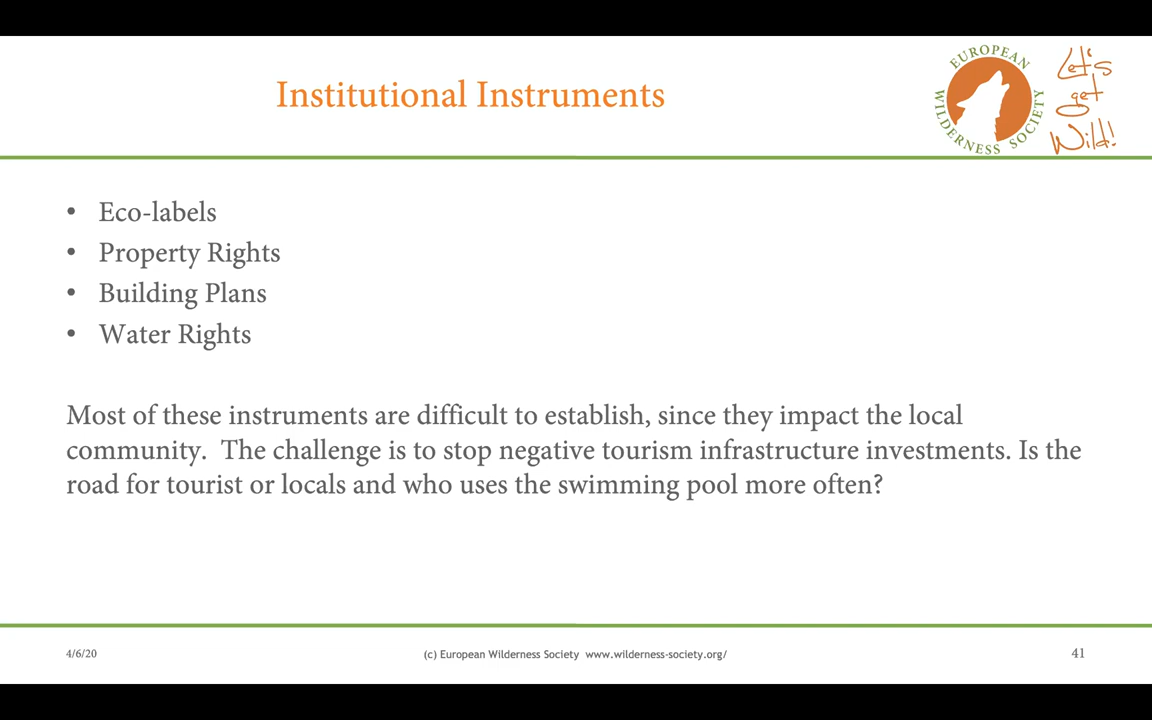 Institutional Instruments
EUROPEAN
WILDERNESS SOCIETY
Let's
get
Wild!
• Eco-labels
• Property Rights
• Building Plans
• Water Rights
Most of these instruments are difficult to establish, since they impact the local
community.  The challenge is to stop negative tourism infrastructure investments. Is the
road for tourist or locals and who uses the swimming pool more often?
4/6/20
(c) European Wilderness Society  www.wilderness-society.org/
41